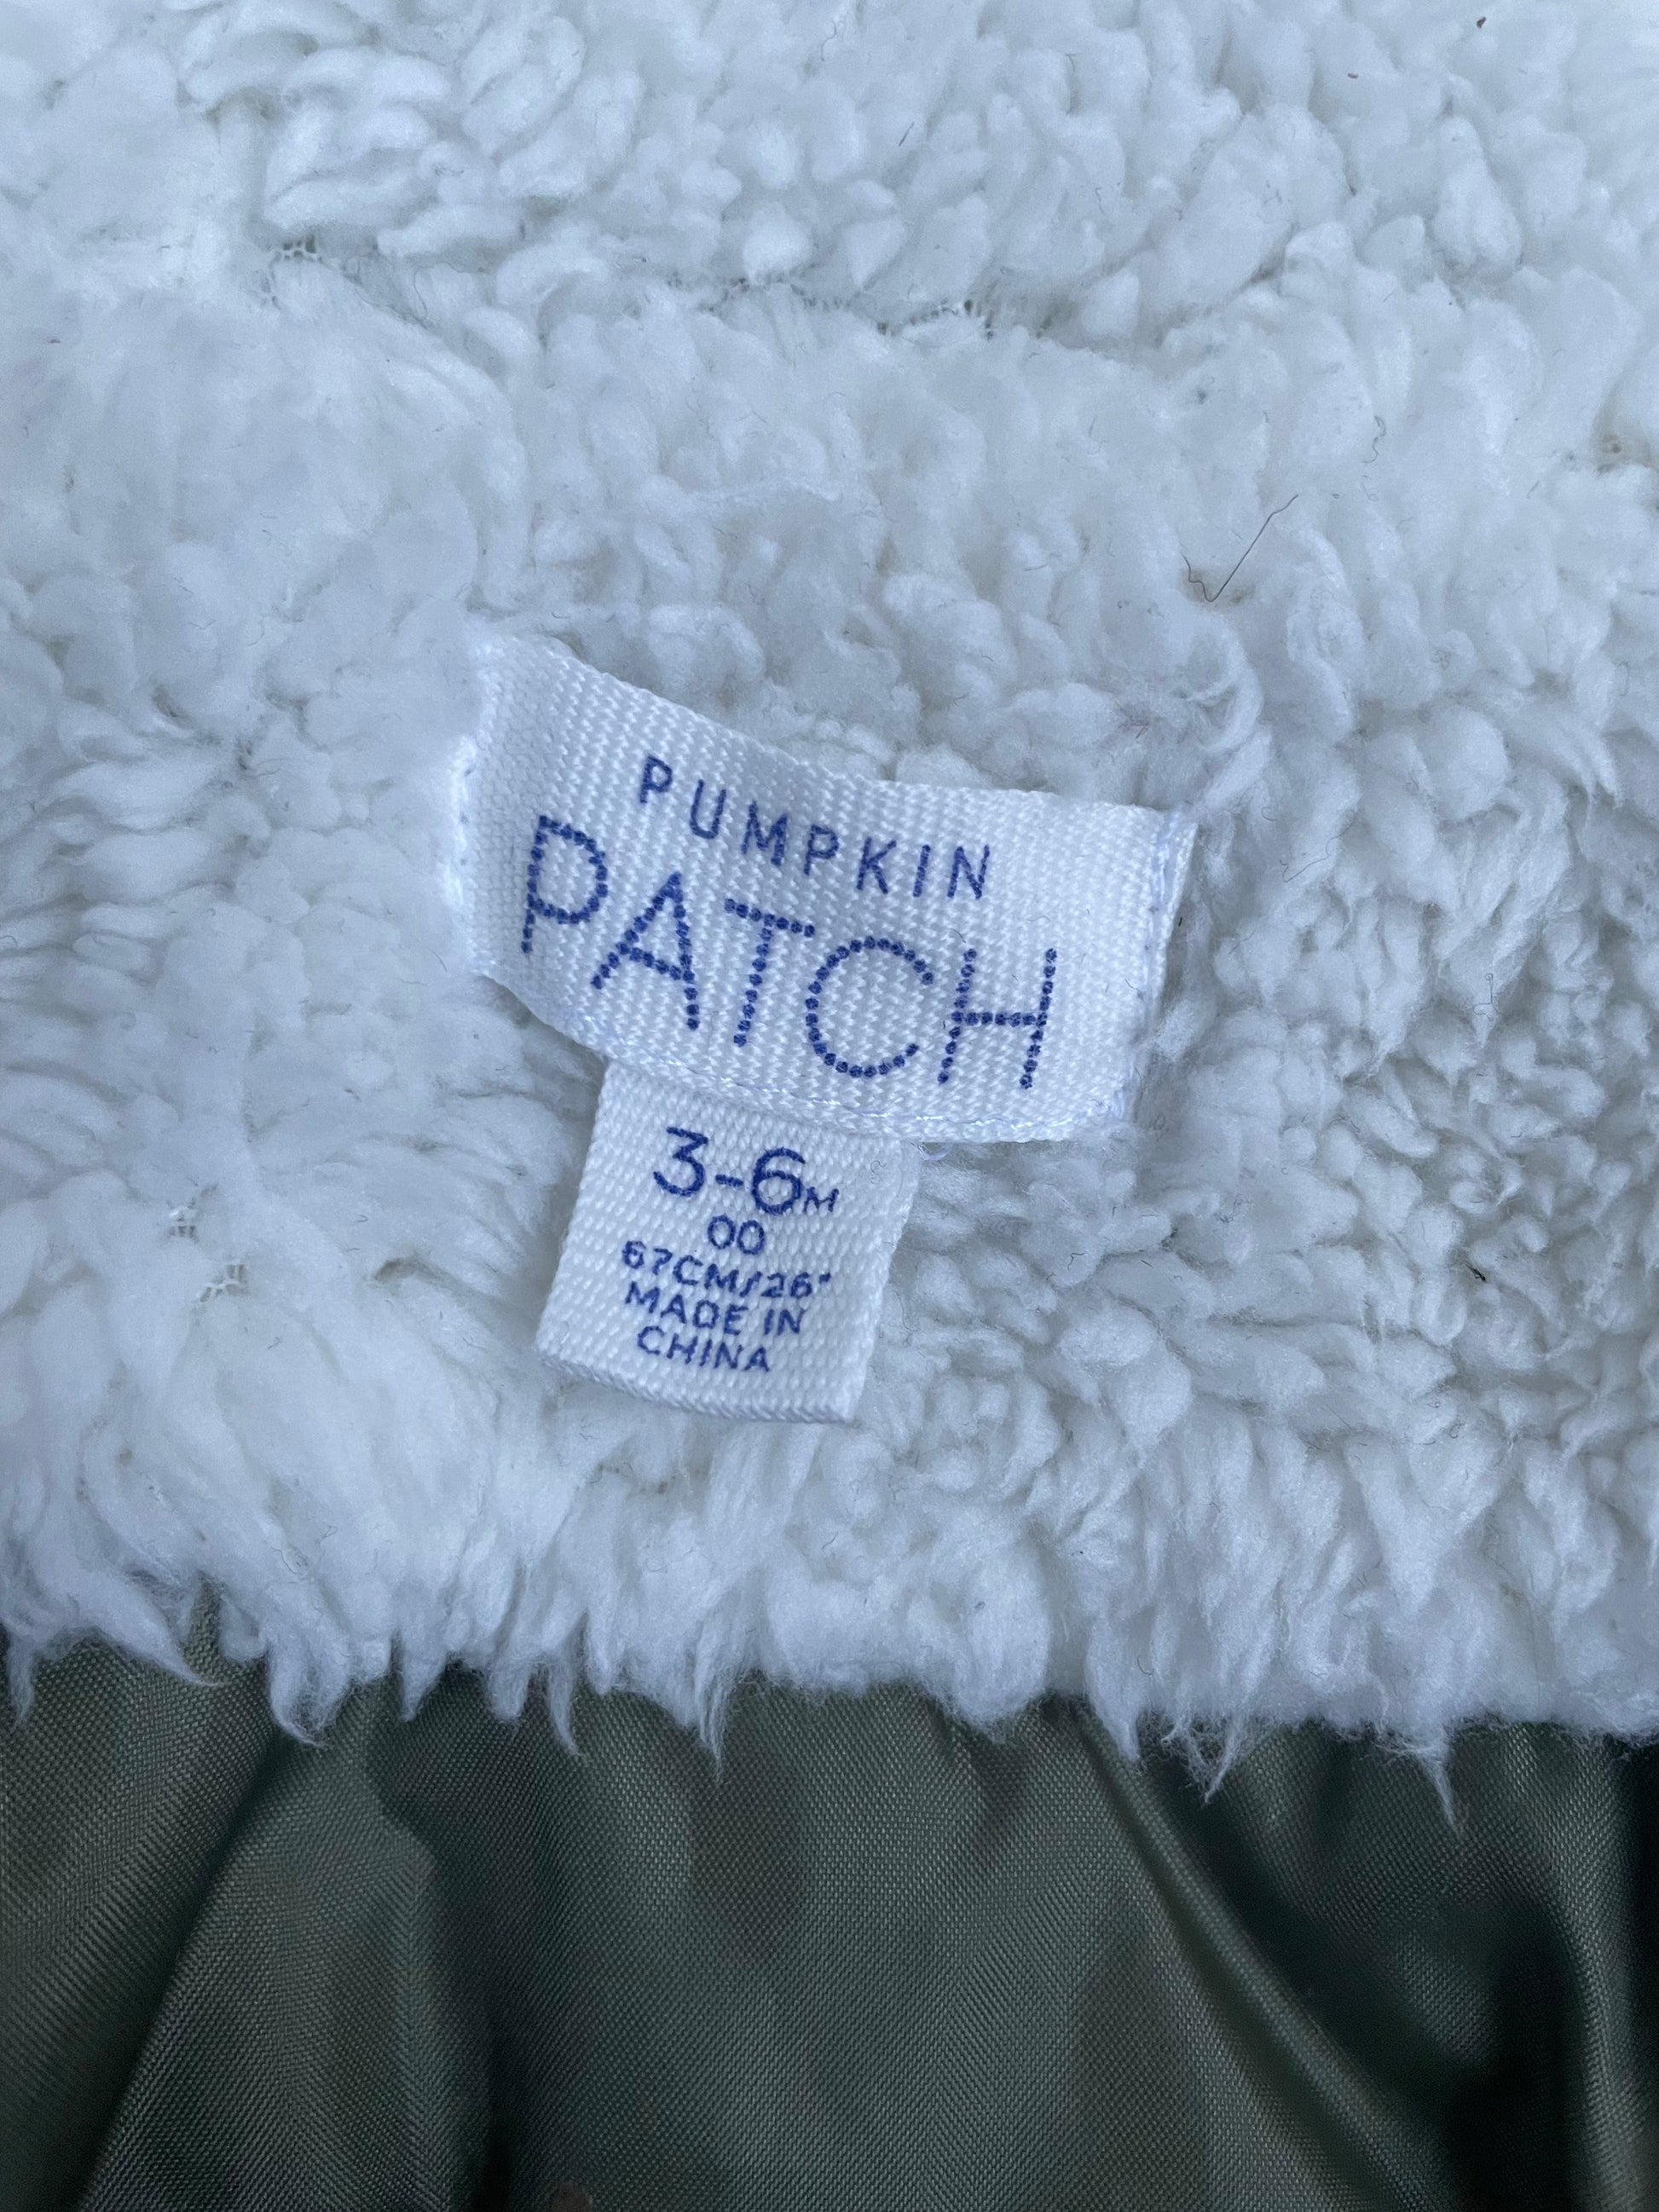 PUMPKIN
PATCH
3-6M
00
67CM/26"
MADE IN
CHINA